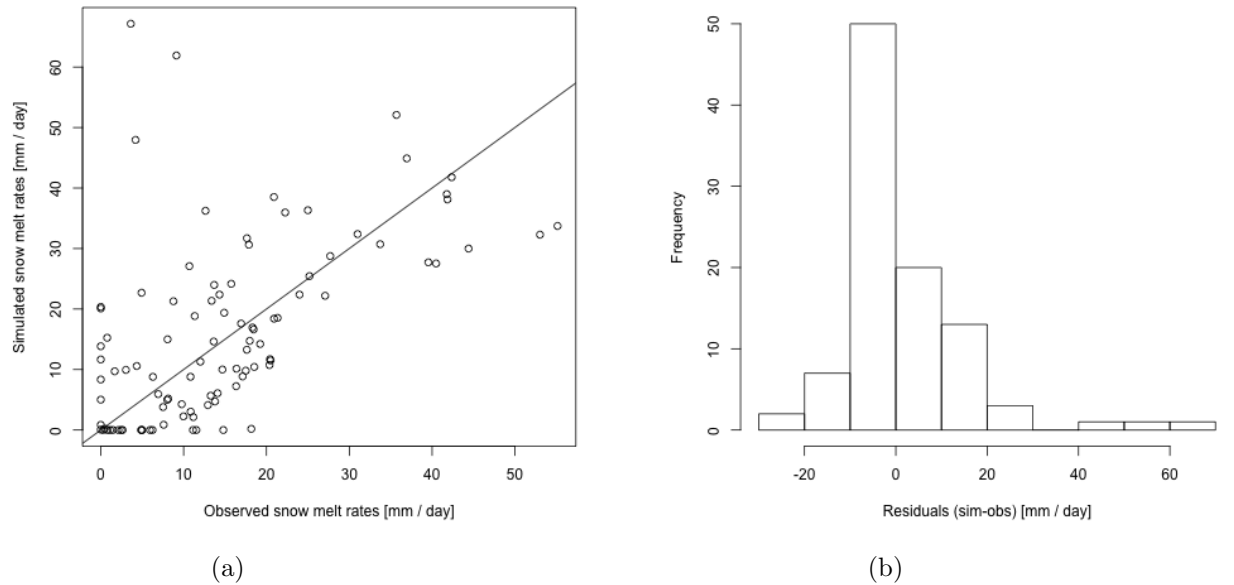 Simulated snow melt rates [mm / day]
60
50
40
30
20
10
0
0 10 20 30 40 50
Observed snow melt rates [mm / day]
(a)
Frequency
50
40
30
20
10
0
-20 0 20 40 60
Residuals (sim-obs) [mm / day]
(b)